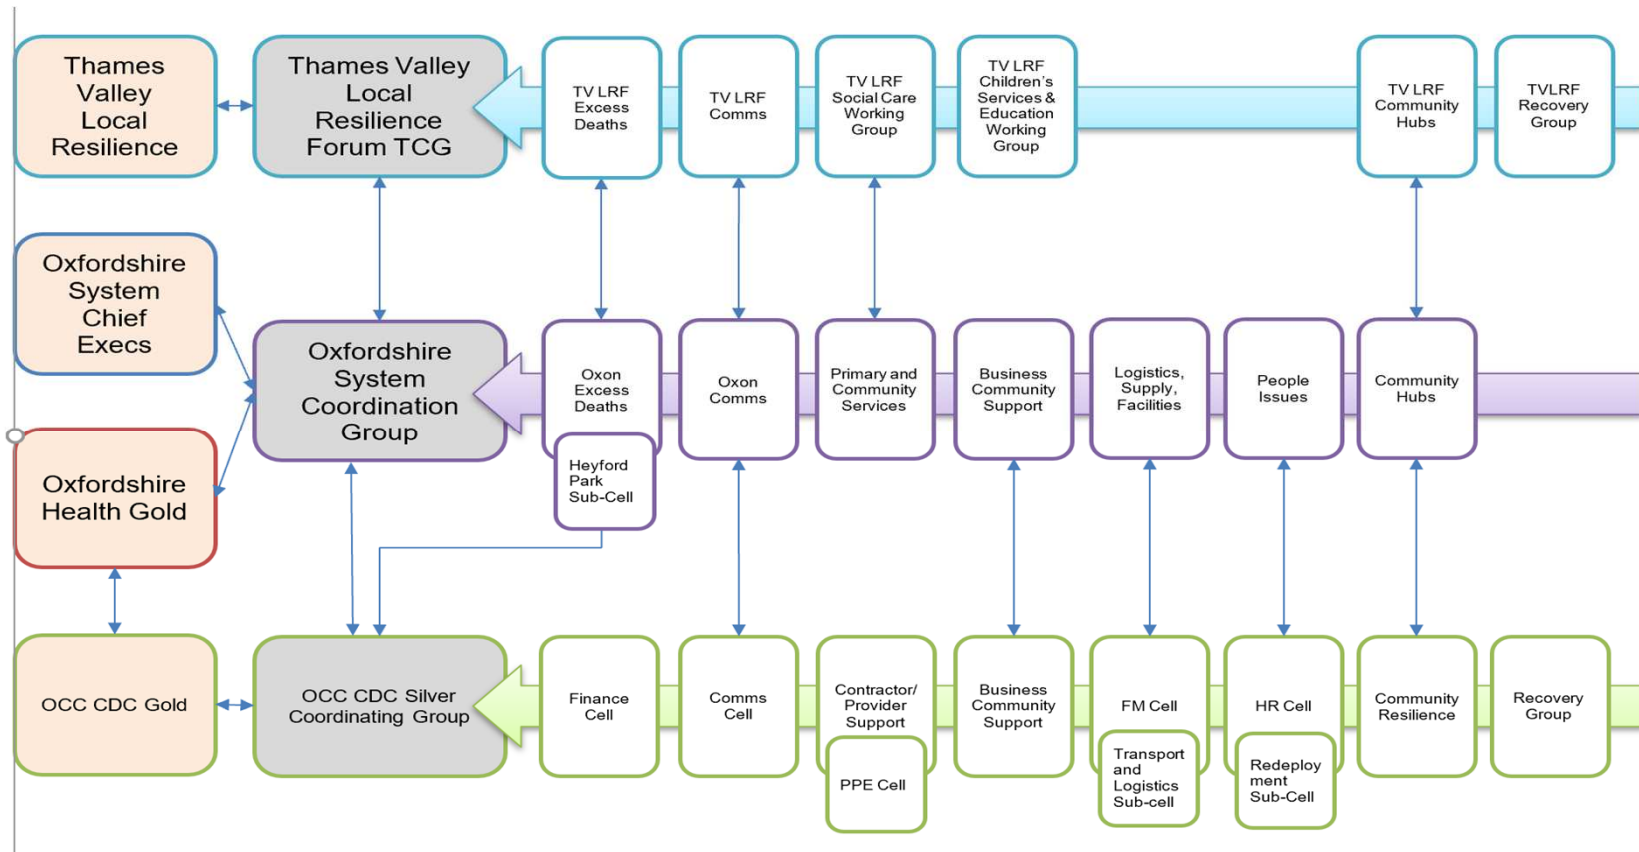 Thames
Valley
Local
Resilience
Thames Valley
Local
Resilience
Forum TCG
TV LRF
Excess
Deaths
TV LRF
Comms
TV LRF
Social Care
Working
Group
TV LRF
Children's
Services &
Education
Working
Group
TV LRF
Community
Hubs
TVLRF
Recovery
Group
Oxfordshire
System
Chief
Execs
Oxfordshire
Health Gold
Oxfordshire
System
Coordination
Group
Oxon
Excess
Deaths
Heyford
Park
Sub-Cell
Oxon
Comms
Primary and
Community
Services
Business
Community
Support
Logistics,
Supply,
Facilities
People
Issues
Community
Hubs
OCC CDC Gold
OCC CDC Silver
Coordinating Group
Finance
Cell
Comms
Cell
Contractor/
Provider
Support
PPE Cell
Business
Community
Support
FM Cell
Transport
and
Logistics
Sub-cell
HR Cell
Redeploy
ment
Sub-Cell
Community
Resilience
Recovery
Group